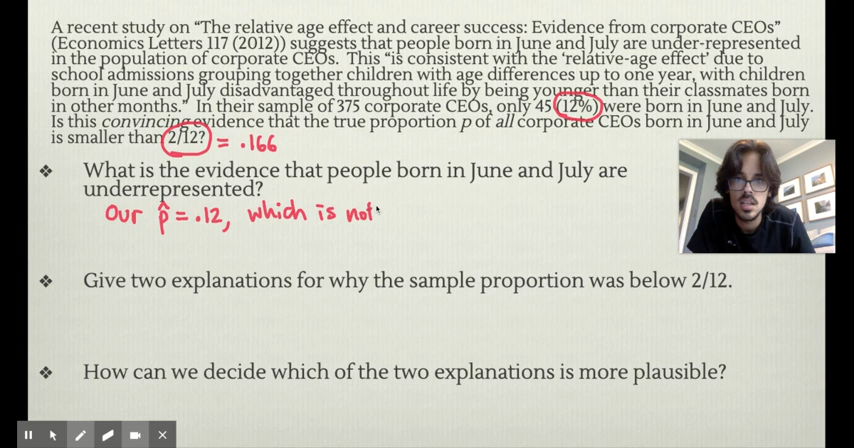 A recent study on "The relative age effect and career success: Evidence from corporate CEOs"
(Economics Letters 117 (2012)) suggests that people born in June and July are under-represented
in the population of corporate CEOs. This "is consistent with the 'relative-age effect' due to
school admissions grouping together children with age differences up to one year, with children
born in June and July disadvantaged throughout life by being younger than their classmates born
in other months." In their sample of 375 corporate CEOs, only 45 (12%) were born in June and July.
Is this convincing evidence that the true proportion p of all corporate CEOs born in June and July
is smaller than 2/12? = .166
❖ What is the evidence that people born in June and July are
underrepresented?
Our p̂ = .12, which is not
❖ Give two explanations for why the sample proportion was below 2/12.
❖ How can we decide which of the two explanations is more plausible?